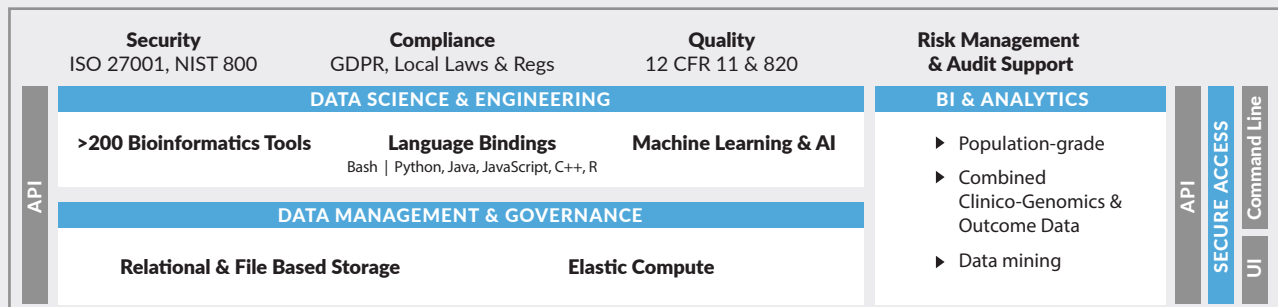 Security
ISO 27001, NIST 800
Compliance
GDPR, Local Laws & Regs
Quality
12 CFR 11 & 820
Risk Management
& Audit Support
API
DATA SCIENCE & ENGINEERING
>200 Bioinformatics Tools
Language Bindings
Bash | Python, Java, JavaScript, C++, R
Machine Learning & AI
DATA MANAGEMENT & GOVERNANCE
Relational & File Based Storage
Elastic Compute
BI & ANALYTICS
Population-grade
Combined
Clinico-Genomics &
Outcome Data
Data mining
API
SECURE ACCESS
Command Line
UI